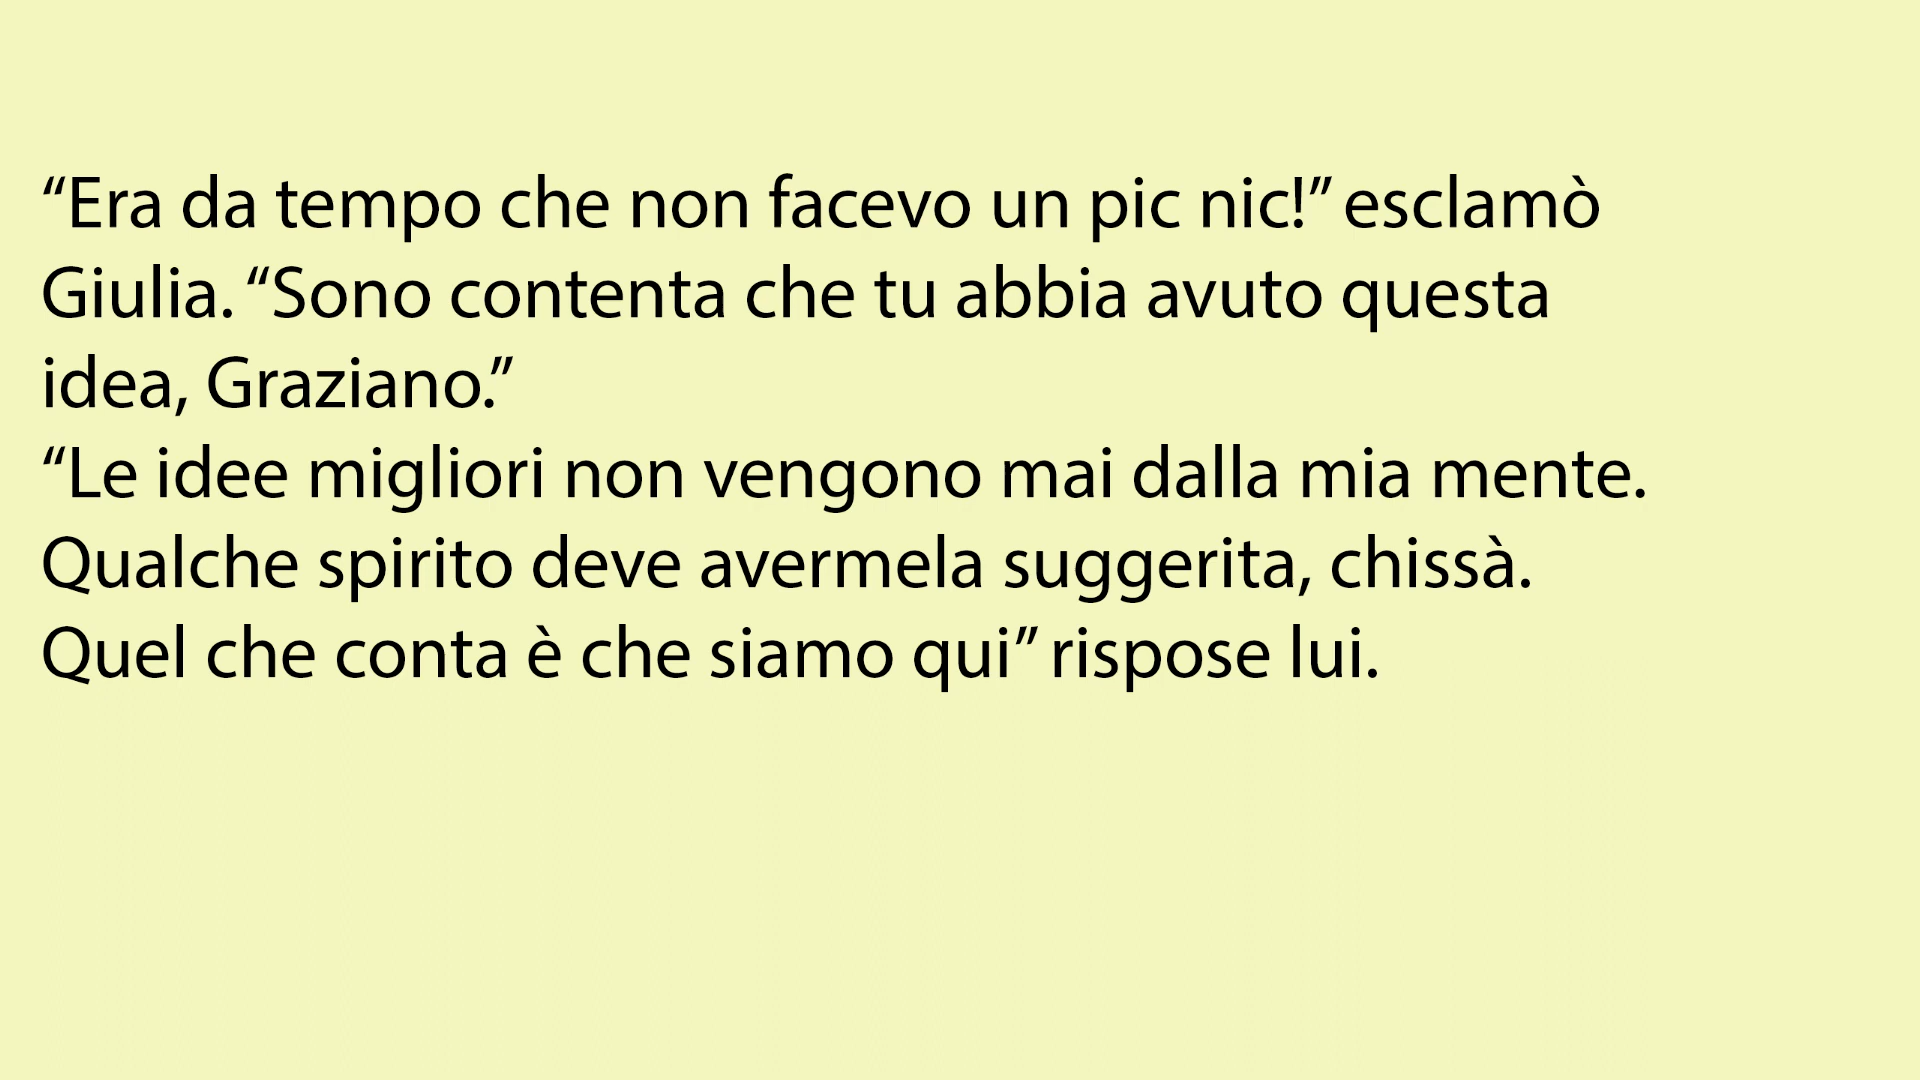 “Era da tempo che non facevo un pic nic!” esclamò
Giulia. “Sono contenta che tu abbia avuto questa
idea, Graziano.”
“Le idee migliori non vengono mai dalla mia mente.
Qualche spirito deve avermela suggerita, chissà.
Quel che conta è che siamo qui” rispose lui.